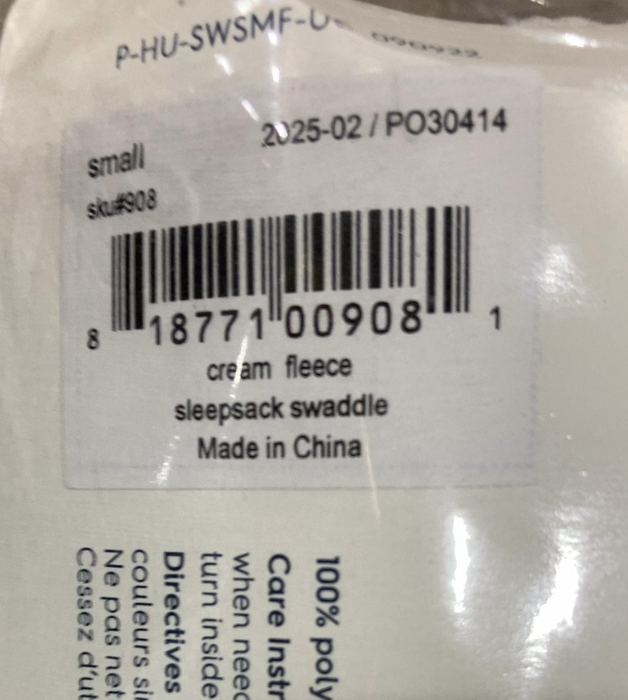 P-HU-SWSMF-U
090922
2025-02 / PO30414
small
sku#908
8 18771 00908 1
cream fleece
sleepsack swaddle
Made in China
100% poly
Care Instr
when need
turn inside
Directives
couleurs si
Ne pas net
Cessez d'ut